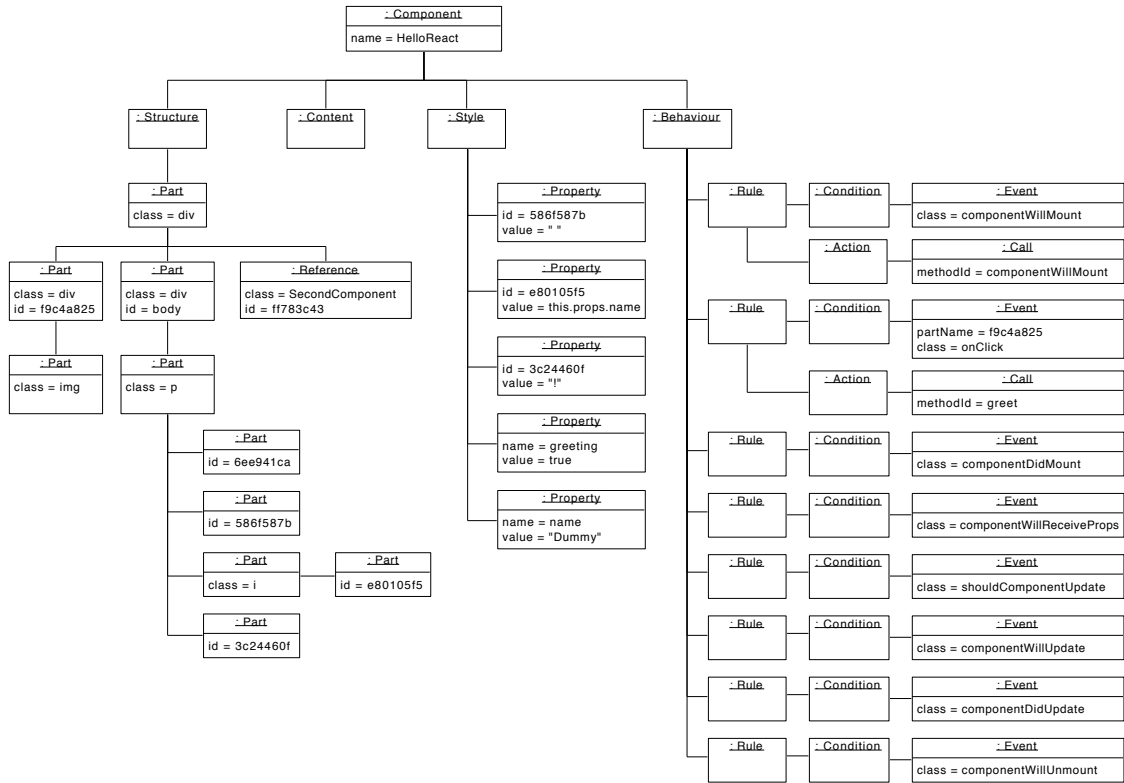 : Component
name = HelloReact
: Structure
: Content
: Style
: Behaviour
: Part
class = div
: Part
class = div
id = f9c4a825
: Part
class = div
id = body
: Reference
class = SecondComponent
id = ff783c43
: Part
class = img
: Part
class = p
: Part
id = 6ee941ca
: Part
id = 586f587b
: Part
class = i
: Part
id = e80105f5
: Part
id = 3c24460f
: Property
id = 586f587b
value = " "
: Property
id = e80105f5
value = this.props.name
: Property
id = 3c24460f
value = "!"
: Property
name = greeting
value = true
: Property
name = name
value = "Dummy"
: Rule
: Condition
: Event
class = componentWillMount
: Action
: Call
methodId = componentWillMount
: Rule
: Condition
: Event
partName = f9c4a825
class = onClick
: Action
: Call
methodId = greet
: Rule
: Condition
: Event
class = componentDidMount
: Rule
: Condition
: Event
class = componentWillReceiveProps
: Rule
: Condition
: Event
class = shouldComponentUpdate
: Rule
: Condition
: Event
class = componentWillUpdate
: Rule
: Condition
: Event
class = componentDidUpdate
: Rule
: Condition
: Event
class = componentWillUnmount